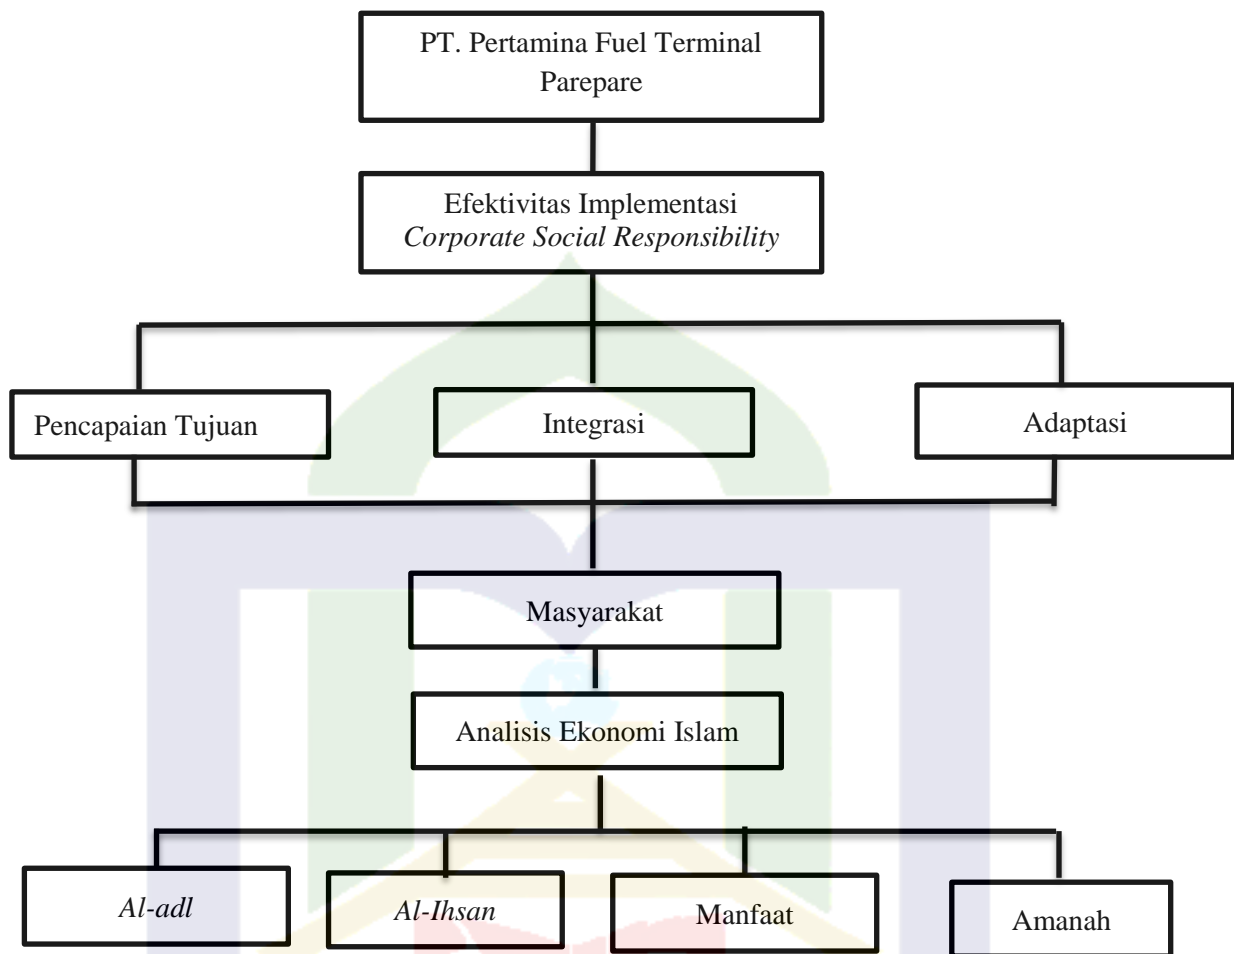 PT. Pertamina Fuel Terminal
Parepare
Efektivitas Implementasi
Corporate Social Responsibility
Pencapaian Tujuan
Integrasi
Adaptasi
Masyarakat
Analisis Ekonomi Islam
Al-adl
Al-Ihsan
Manfaat
Amanah